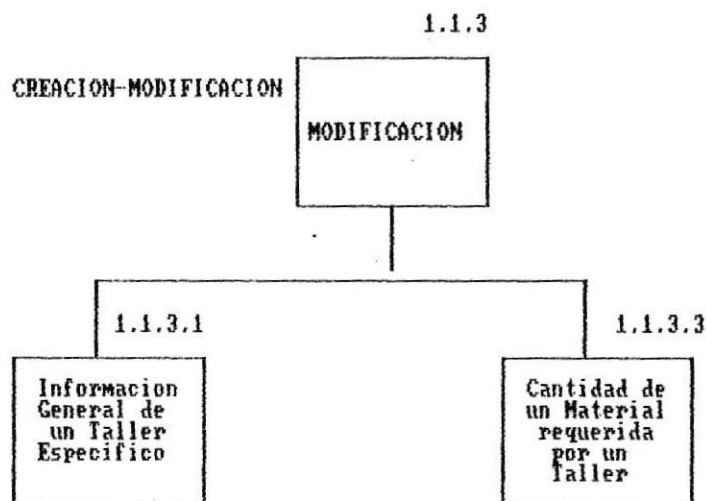 1.1.3
CREACION-MODIFICACION
MODIFICACION
1.1.3.1
1.1.3.3
Informacion
General de
un Taller
Especifico
Cantidad de
un Material
requerida
por un
Taller